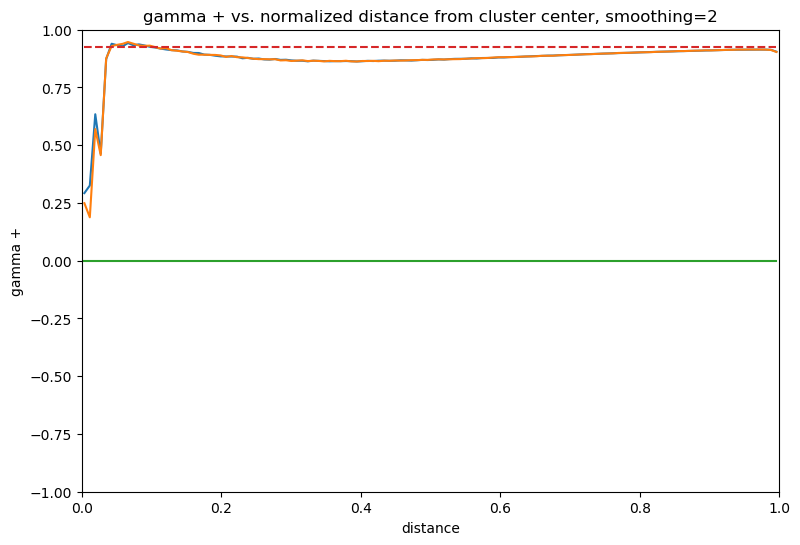 gamma + vs. normalized distance from cluster center, smoothing=2
1.00
0.75
0.50
0.25
0.00
−0.25
−0.50
−0.75
−1.00
gamma +
0.0 0.2 0.4 0.6 0.8 1.0
distance